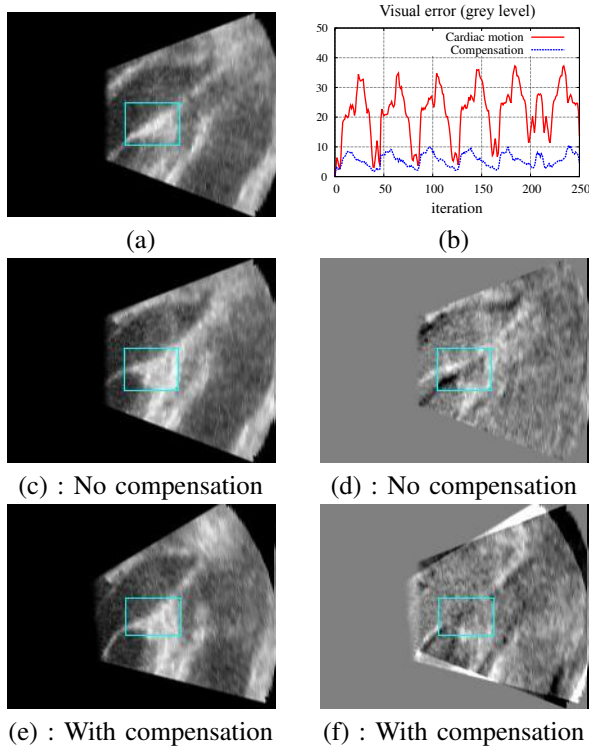 Visual error (grey level)
50
40
30
20
10
0
Cardiac motion
Compensation
0 50 100 150 200 250
iteration
(a) (b)
(c) : No compensation (d) : No compensation
(e) : With compensation (f) : With compensation